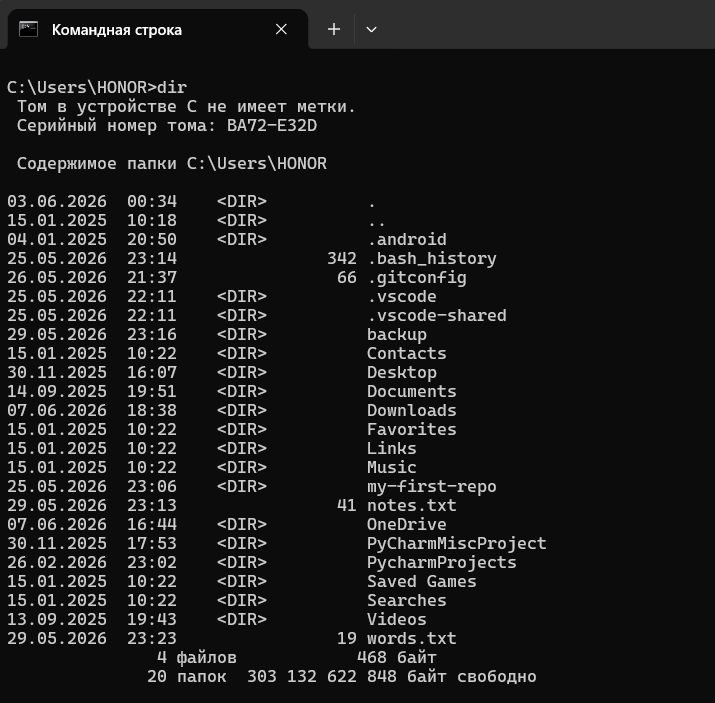 Командная строка
C:\Users\HONOR>dir
 Том в устройстве C не имеет метки.
 Серийный номер тома: BA72-E32D

 Содержимое папки C:\Users\HONOR

03.06.2026  00:34    <DIR>          .
15.01.2025  10:18    <DIR>          ..
04.01.2025  20:50    <DIR>          .android
25.05.2026  23:14               342 .bash_history
26.05.2026  21:37                66 .gitconfig
25.05.2026  22:11    <DIR>          .vscode
25.05.2026  22:11    <DIR>          .vscode-shared
29.05.2026  23:16    <DIR>          backup
15.01.2025  10:22    <DIR>          Contacts
30.11.2025  16:07    <DIR>          Desktop
14.09.2025  19:51    <DIR>          Documents
07.06.2026  18:38    <DIR>          Downloads
15.01.2025  10:22    <DIR>          Favorites
15.01.2025  10:22    <DIR>          Links
15.01.2025  10:22    <DIR>          Music
25.05.2026  23:06    <DIR>          my-first-repo
29.05.2026  23:13                41 notes.txt
07.06.2026  16:44    <DIR>          OneDrive
30.11.2025  17:53    <DIR>          PyCharmMiscProject
26.02.2026  23:02    <DIR>          PycharmProjects
15.01.2025  10:22    <DIR>          Saved Games
15.01.2025  10:22    <DIR>          Searches
13.09.2025  19:43    <DIR>          Videos
29.05.2026  23:23                19 words.txt
               4 файлов            468 байт
              20 папок  303 132 622 848 байт свободно